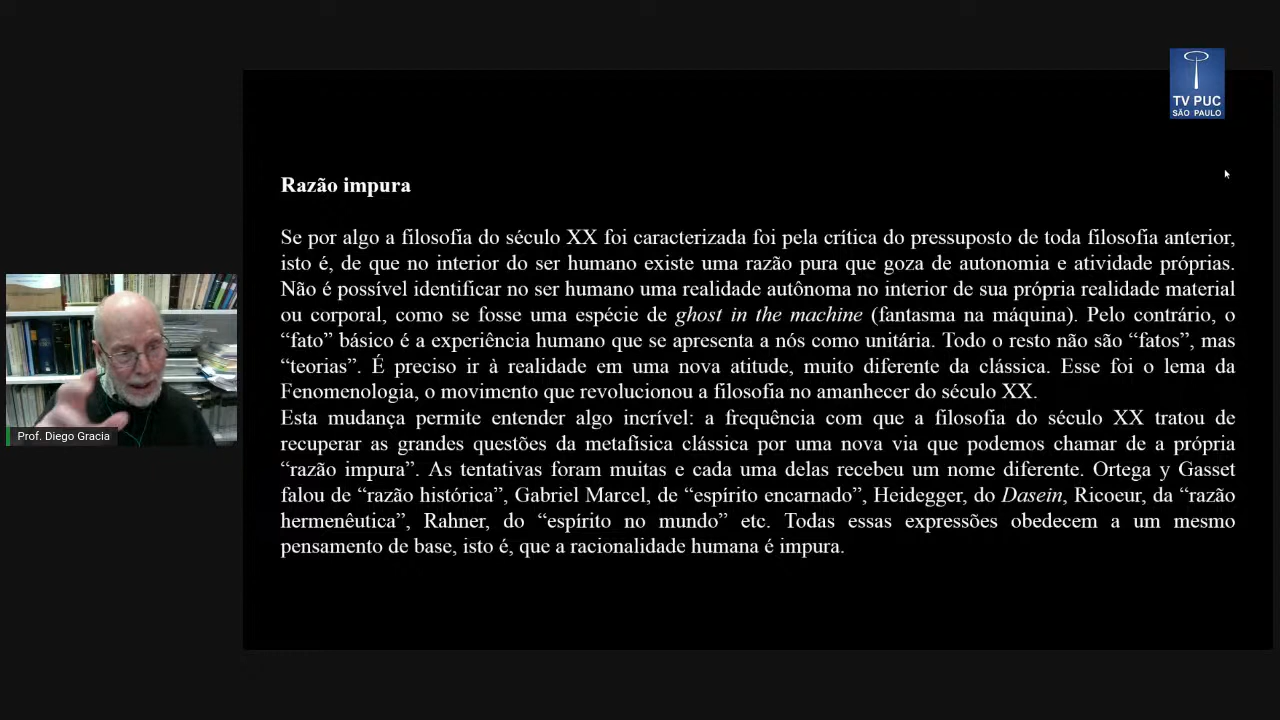 TV PUC
SÃO PAULO
Razão impura
Se por algo a filosofia do século XX foi caracterizada foi pela crítica do pressuposto de toda filosofia anterior,
isto é, de que no interior do ser humano existe uma razão pura que goza de autonomia e atividade próprias.
Não é possível identificar no ser humano uma realidade autônoma no interior de sua própria realidade material
ou corporal, como se fosse uma espécie de ghost in the machine (fantasma na máquina). Pelo contrário, o
“fato” básico é a experiência humano que se apresenta a nós como unitária. Todo o resto não são “fatos”, mas
“teorias”. É preciso ir à realidade em uma nova atitude, muito diferente da clássica. Esse foi o lema da
Fenomenologia, o movimento que revolucionou a filosofia no amanhecer do século XX.
Esta mudança permite entender algo incrível: a frequência com que a filosofia do século XX tratou de
recuperar as grandes questões da metafísica clássica por uma nova via que podemos chamar de a própria
“razão impura”. As tentativas foram muitas e cada uma delas recebeu um nome diferente. Ortega y Gasset
falou de “razão histórica”, Gabriel Marcel, de “espírito encarnado”, Heidegger, do Dasein, Ricoeur, da “razão
hermenêutica”, Rahner, do “espírito no mundo” etc. Todas essas expressões obedecem a um mesmo
pensamento de base, isto é, que a racionalidade humana é impura.
Prof. Diego Gracia